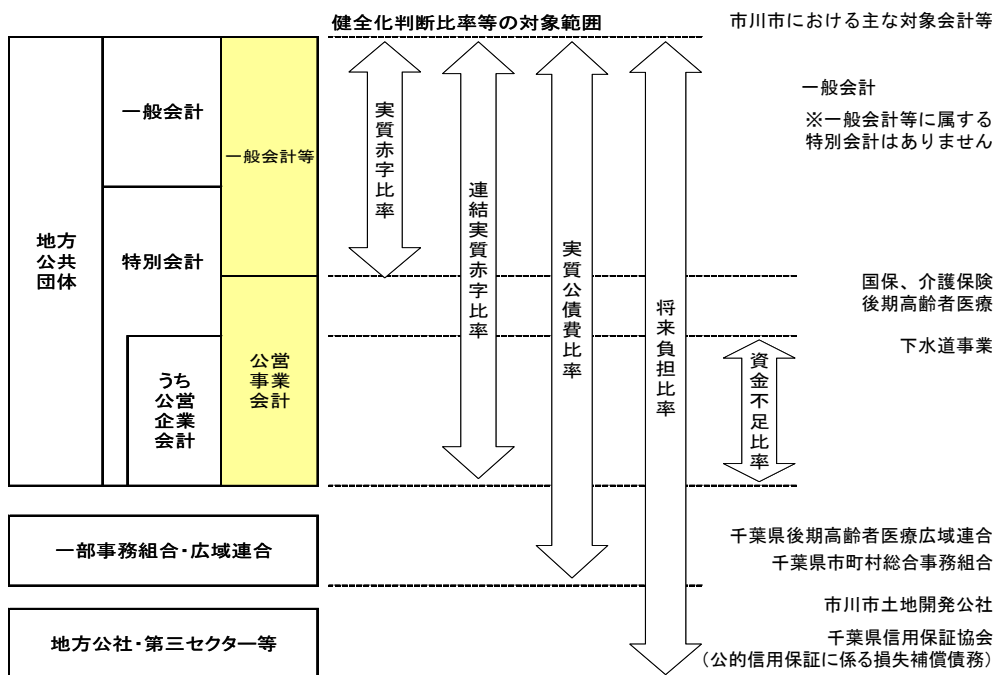 健全化判断比率等の対象範囲
市川市における主な対象会計等
地方
公共
団体
一般会計
特別会計
うち
公営
企業
会計
一般会計等
公営
事業
会計
実質赤字比率
連結実質赤字比率
実質公債費比率
将来負担比率
資金不足比率
一般会計
※一般会計等に属する
特別会計はありません
国保、介護保険
後期高齢者医療
下水道事業
一部事務組合・広域連合
千葉県後期高齢者医療広域連合
千葉県市町村総合事務組合
地方公社・第三セクター等
市川市土地開発公社
千葉県信用保証協会
（公的信用保証に係る損失補償債務）